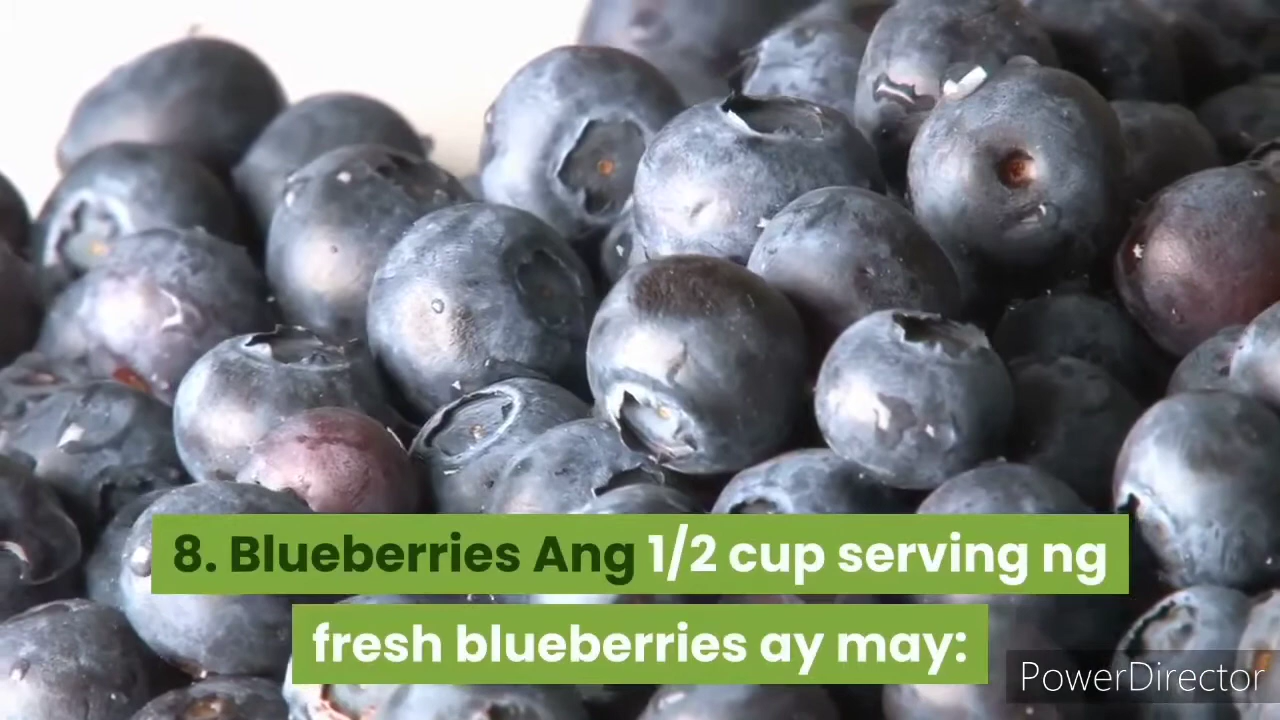 8. Blueberries Ang 1/2 cup serving ng
fresh blueberries ay may:
PowerDirector